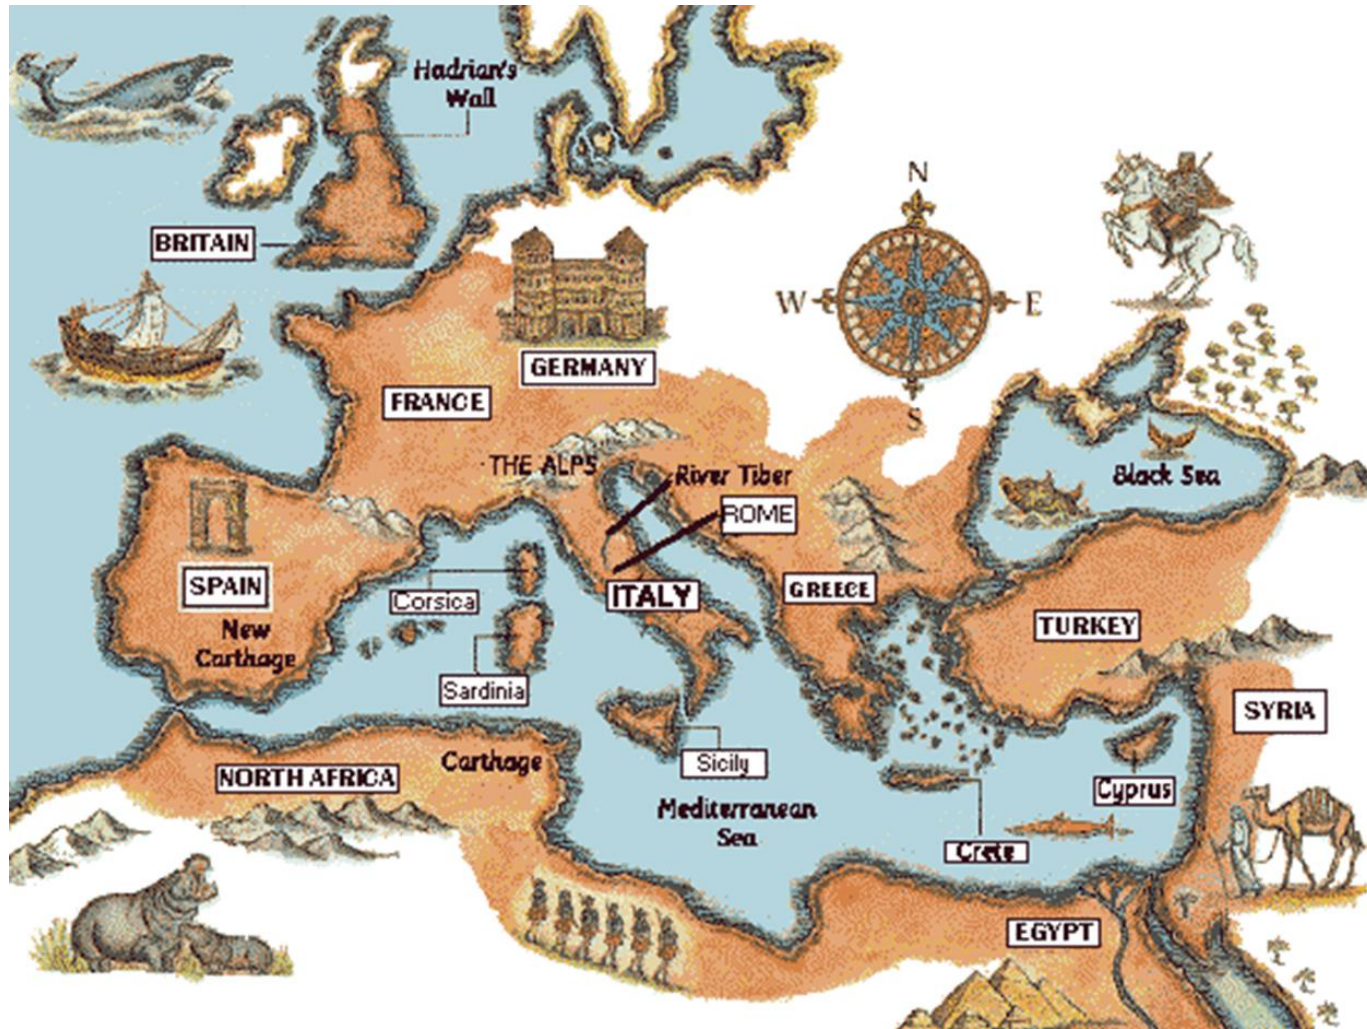 Hadrian's
Wall
N
BRITAIN
W
E
GERMANY
FRANCE
S
THE ALPS
River Tiber
Black Sea
ROME
SPAIN
Corsica
ITALY
GREECE
New
Carthage
TURKEY
Sardinia
SYRIA
Carthage
Sicily
NORTH AFRICA
Cyprus
Mediterranean
Sea
Crete
EGYPT